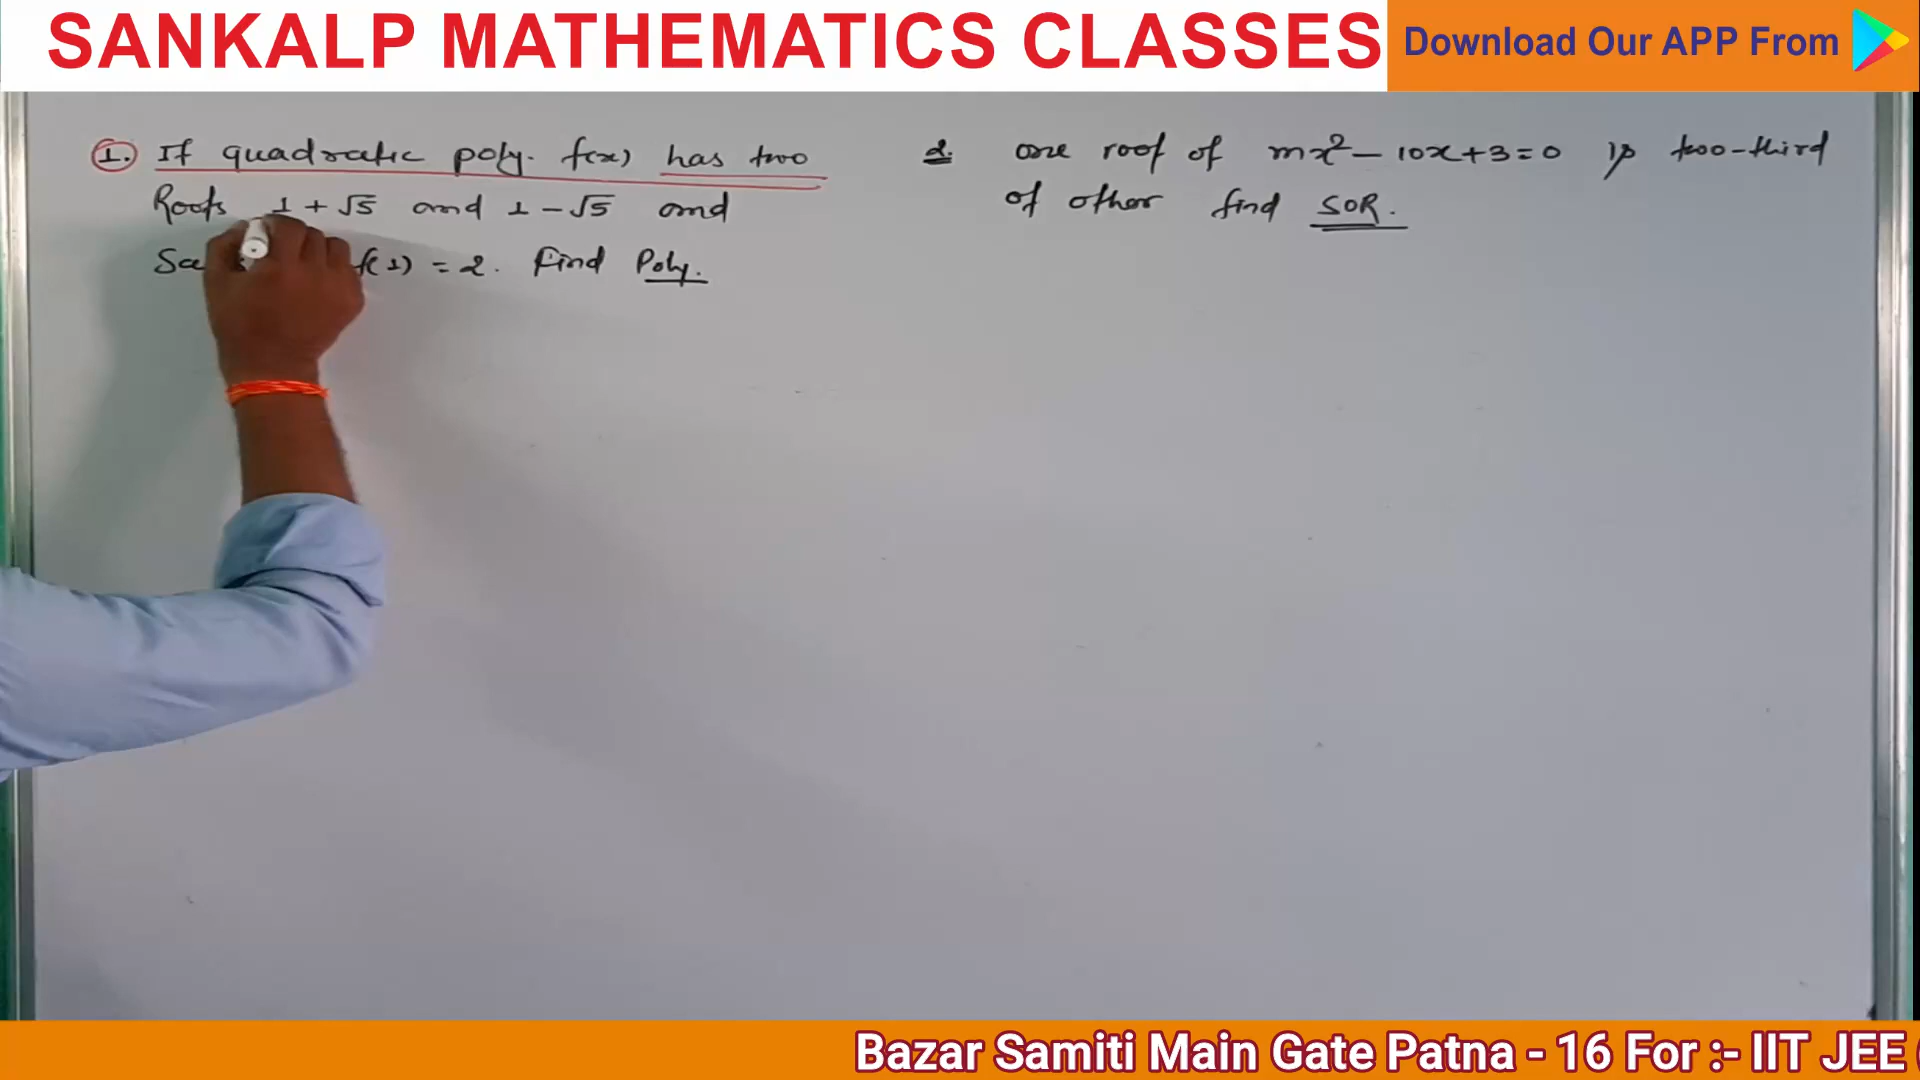 SANKALP MATHEMATICS CLASSES
Download Our APP From
1. If quadratic poly. f(x) has two
Roots 1 + √5 and 1 - √5 and
f(1) = 2. Find Poly.
2. one roof of mx² - 10x + 3 = 0 is two-third
of other find SOR.
Bazar Samiti Main Gate Patna - 16 For :- IIT JEE